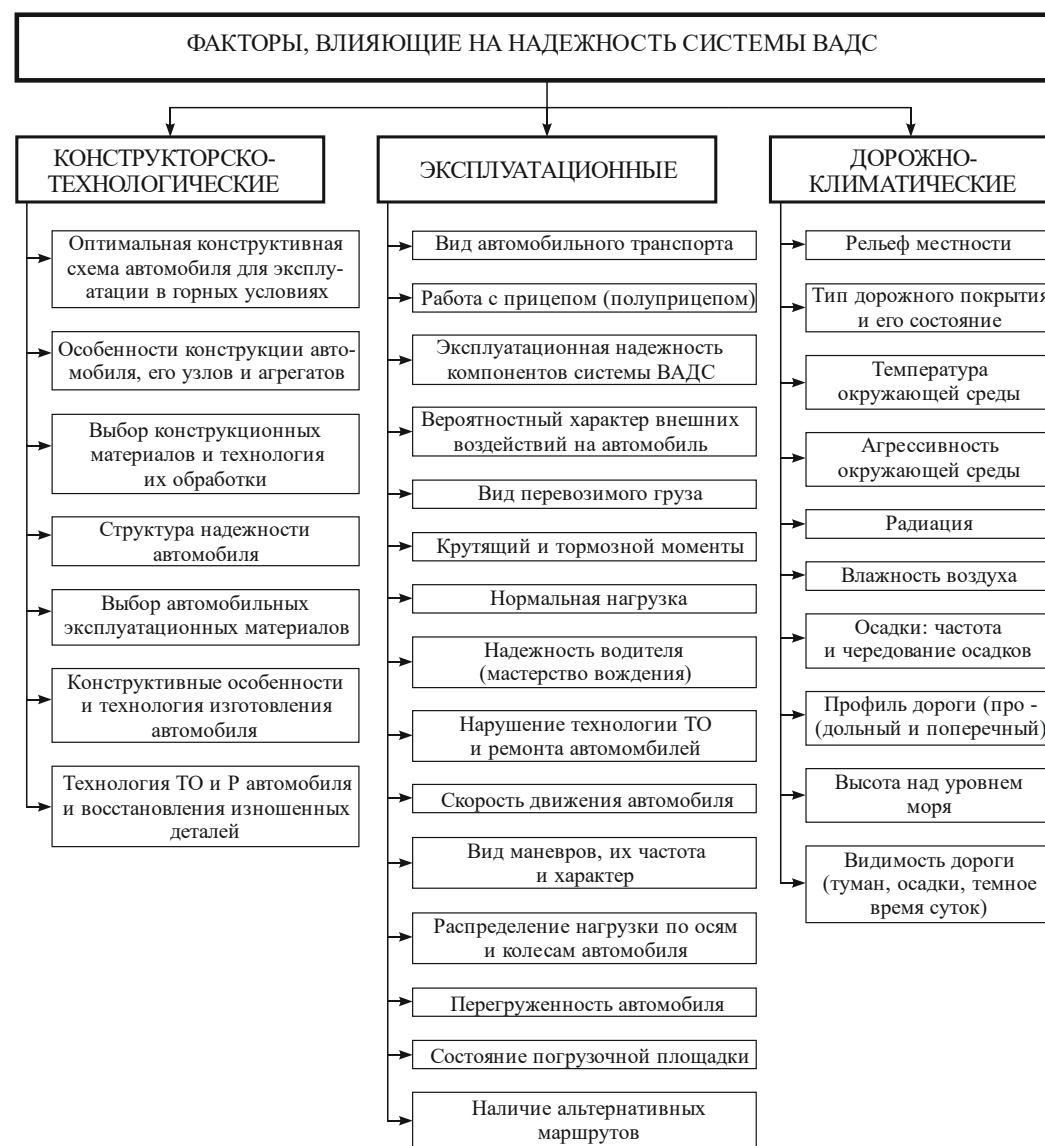 ФАКТОРЫ, ВЛИЯЮЩИЕ НА НАДЕЖНОСТЬ СИСТЕМЫ ВАДС
КОНСТРУКТОРСКО-
ТЕХНОЛОГИЧЕСКИЕ
Оптимальная конструктивная
схема автомобиля для эксплу-
атации в горных условиях
Особенности конструкции авто-
мобиля, его узлов и агрегатов
Выбор конструкционных
материалов и технология
их обработки
Структура надежности
автомобиля
Выбор автомобильных
эксплуатационных материалов
Конструктивные особенности
и технология изготовления
автомобиля
Технология ТО и Р автомобиля
и восстановления изношенных
деталей
ЭКСПЛУАТАЦИОННЫЕ
Вид автомобильного транспорта
Работа с прицепом (полуприцепом)
Эксплуатационная надежность
компонентов системы ВАДС
Вероятностный характер внешних
воздействий на автомобиль
Вид перевозимого груза
Крутящий и тормозной моменты
Нормальная нагрузка
Надежность водителя
(мастерство вождения)
Нарушение технологии ТО
и ремонта автомомбилей
Скорость движения автомобиля
Вид маневров, их частота
и характер
Распределение нагрузки по осям
и колесам автомобиля
Перегруженность автомобиля
Состояние погрузочной площадки
Наличие альтернативных
маршрутов
ДОРОЖНО-
КЛИМАТИЧЕСКИЕ
Рельеф местности
Тип дорожного покрытия
и его состояние
Температура
окружающей среды
Агрессивность
окружающей среды
Радиация
Влажность воздуха
Осадки: частота
и чередование осадков
Профиль дороги (про -
(дольный и поперечный)
Высота над уровнем
моря
Видимость дороги
(туман, осадки, темное
время суток)